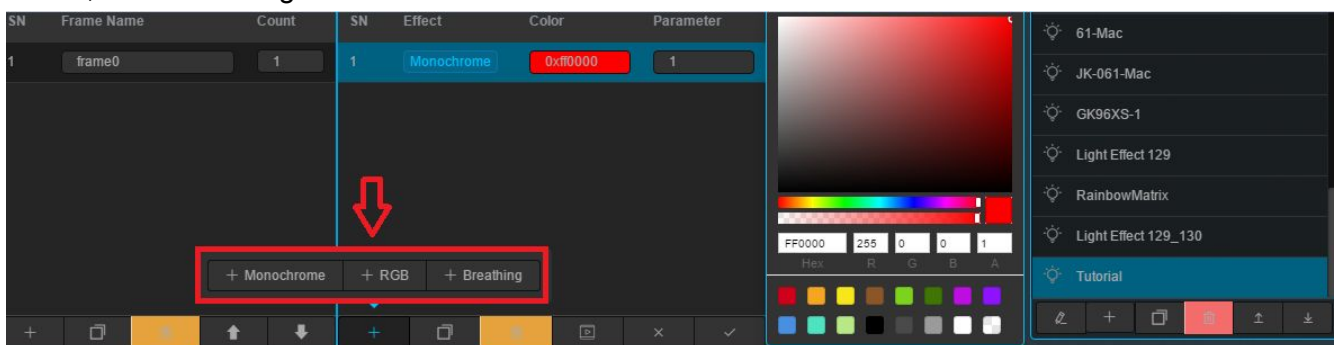 SN Frame Name Count
1 frame0 1
SN Effect Color Parameter
1 Monochrome 0xff0000 1
+ Monochrome + RGB + Breathing
FF0000 255 0 0 1
Hex R G B A
61-Mac
JK-061-Mac
GK96XS-1
Light Effect 129
RainbowMatrix
Light Effect 129_130
Tutorial